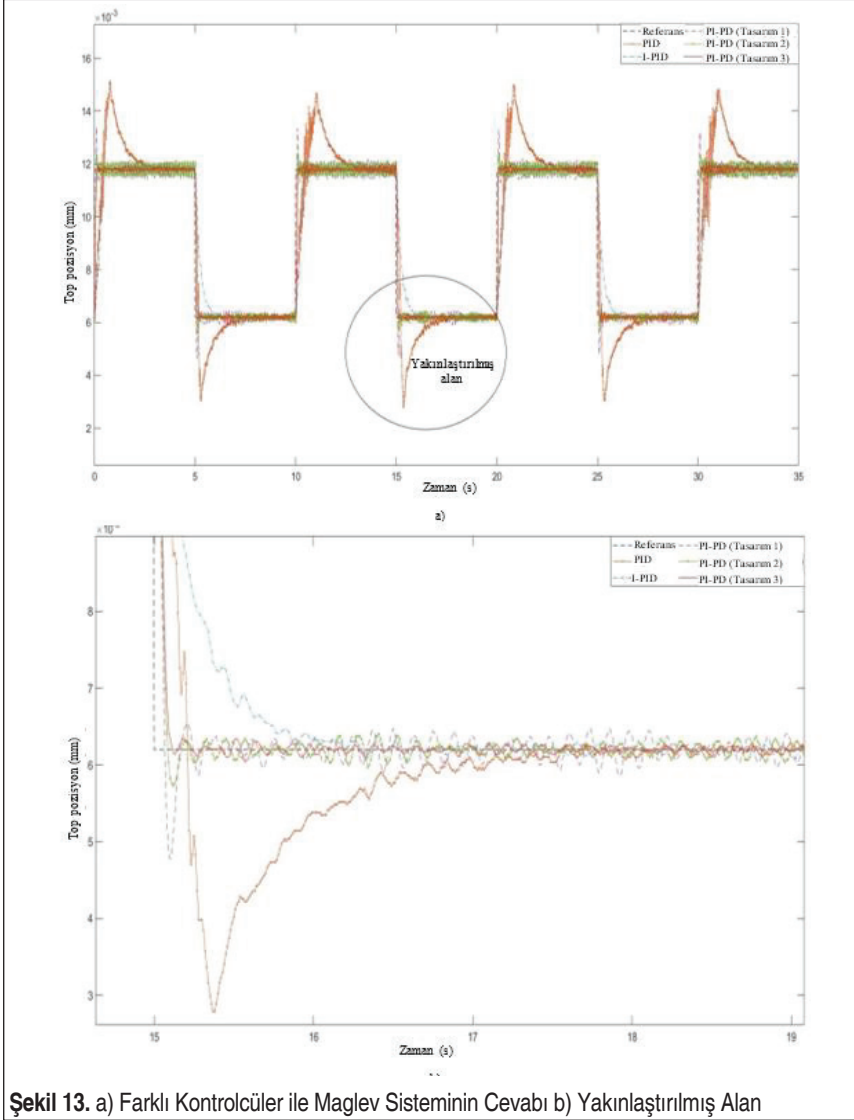 ×10⁻³
16
14
12
10
8
6
4
2
Top pozisyon (mm)
Referans
PID
I-PID
PI-PD (Tasarım 1)
PI-PD (Tasarım 2)
PI-PD (Tasarım 3)
Yakınlaştırılmış
alan
0 5 10 15 20 25 30 35
Zaman (s)
a)
8
7
6
5
4
3
Top pozisyon (mm)
Referans
PID
I-PID
PI-PD (Tasarım 1)
PI-PD (Tasarım 2)
PI-PD (Tasarım 3)
15 16 17 18 19
Zaman (s)
Şekil 13. a) Farklı Kontrolcüler ile Maglev Sisteminin Cevabı b) Yakınlaştırılmış Alan